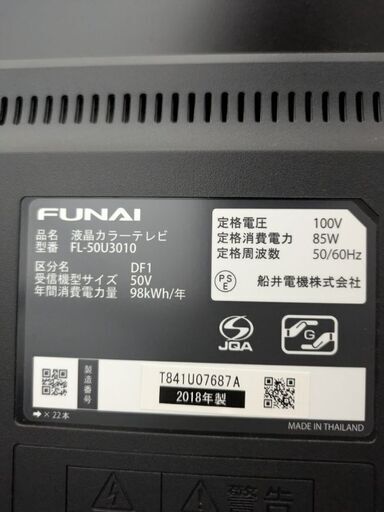 FUNAI
品名 液晶カラーテレビ
型番 FL-50U3010
区分名 DF1
受信機型サイズ 50V
年間消費電力量 98kWh/年
定格電圧 100V
定格消費電力 85W
定格周波数 50/60Hz
PSE 船井電機株式会社
JQA
G
製造番号
T841U07687A
2018年製
➡×22本
MADE IN THAILAND
警告